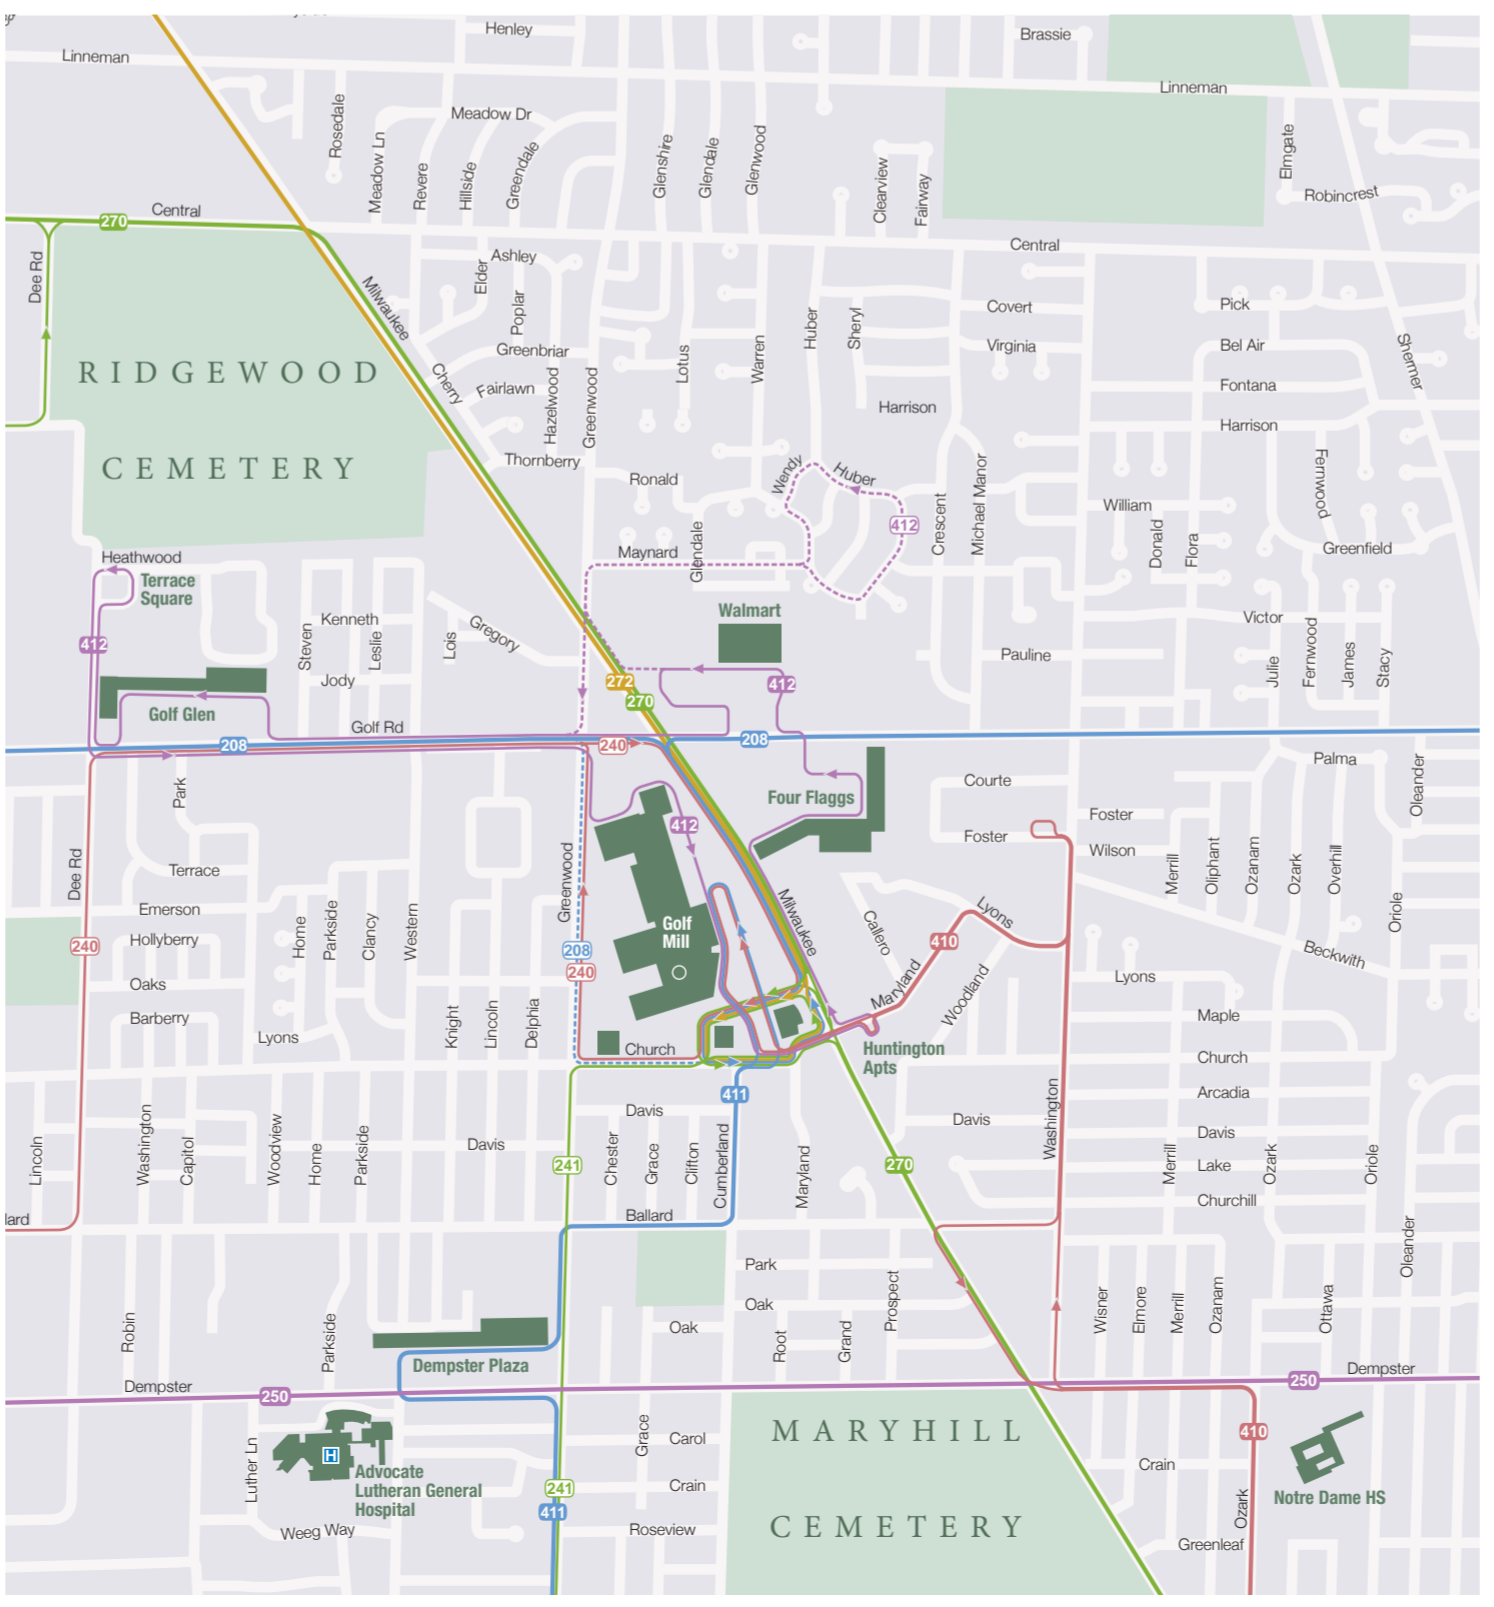 Henley
Brassie
Linneman
Linneman
Rosedale
Meadow Ln
Revere
Hillside
Meadow Dr
Greendale
Glenshire
Glendale
Glenwood
Clearview
Fairway
Elmgate
Robincrest
Central
270
Central
Dee Rd
Milwaukee
Elder
Ashley
Poplar
Greenbriar
Cherry
Fairlawn
Hazelwood
Greenwood
Lotus
Warren
Huber
Sheryl
Covert
Virginia
Harrison
Pick
Bel Air
Fontana
Harrison
Shermer
RIDGEWOOD
CEMETERY
Thornberry
Ronald
Wendy
Huber
412
Crescent
Michael Manor
William
Donald
Flora
Fernwood
Greenfield
Maynard
Glendale
Heathwood
Terrace
Square
412
Steven
Kenneth
Leslie
Jody
Lois
Gregory
Walmart
Pauline
Victor
Julie
Fernwood
James
Stacy
272
270
412
Golf Glen
Golf Rd
208
240
208
Park
Courte
Four Flaggs
Foster
Foster
Wilson
Palma
Oleander
Merrill
Oliphant
Ozanam
Ozark
Overhill
Oriole
412
Dee Rd
Terrace
Emerson
Hollyberry
Oaks
Barberry
Lyons
240
Home
Parkside
Clancy
Western
Greenwood
208
240
Golf
Mill
Milwaukee
Callero
Lyons
410
Maryland
Woodland
Beckwith
Lyons
Maple
Church
Arcadia
Davis
Lake
Churchill
Knight
Lincoln
Delphia
Church
Huntington
Apts
411
Davis
Davis
Washington
Lincoln
Washington
Capitol
Woodview
Home
Parkside
Davis
241
Chester
Grace
Clifton
Cumberland
Maryland
270
Merrill
Ozark
Oriole
Oleander
lard
Ballard
Park
Oak
Oak
Root
Grand
Prospect
Wisner
Elmore
Merrill
Ozanam
Ottawa
Robin
Parkside
Dempster Plaza
Dempster
250
250
Dempster
MARYHILL
CEMETERY
410
Luther Ln
H
Advocate
Lutheran General
Hospital
Weeg Way
Grace
Carol
Crain
Roseview
241
411
Crain
Ozark
Greenleaf
Notre Dame HS